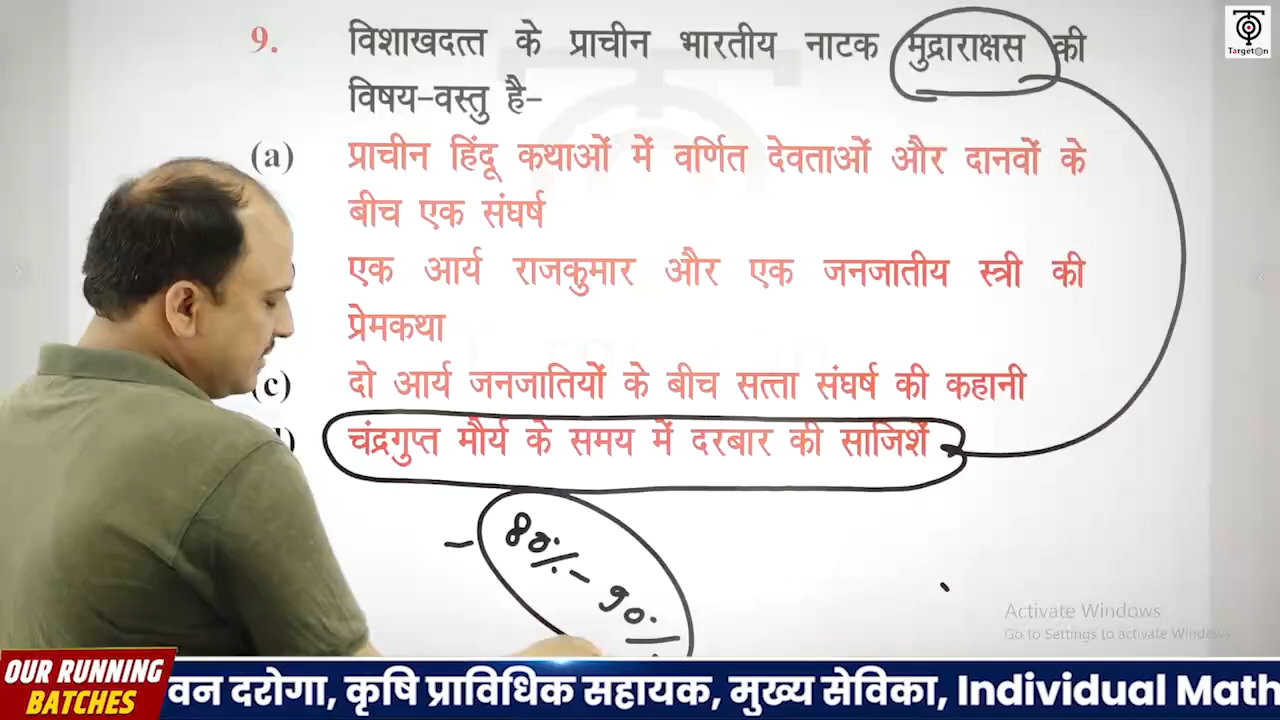 9. विशाखदत्त के प्राचीन भारतीय नाटक मुद्राराक्षस की
विषय-वस्तु है-
(a) प्राचीन हिंदू कथाओं में वर्णित देवताओं और दानवों के
बीच एक संघर्ष
एक आर्य राजकुमार और एक जनजातीय स्त्री की
प्रेमकथा
(c) दो आर्य जनजातियों के बीच सत्ता संघर्ष की कहानी
चंद्रगुप्त मौर्य के समय में दरबार की साजिशें
80%-90%
TargetOn
Activate Windows
Go to Settings to activate Windows.
OUR RUNNING
BATCHES
वन दरोगा, कृषि प्राविधिक सहायक, मुख्य सेविका, Individual Math